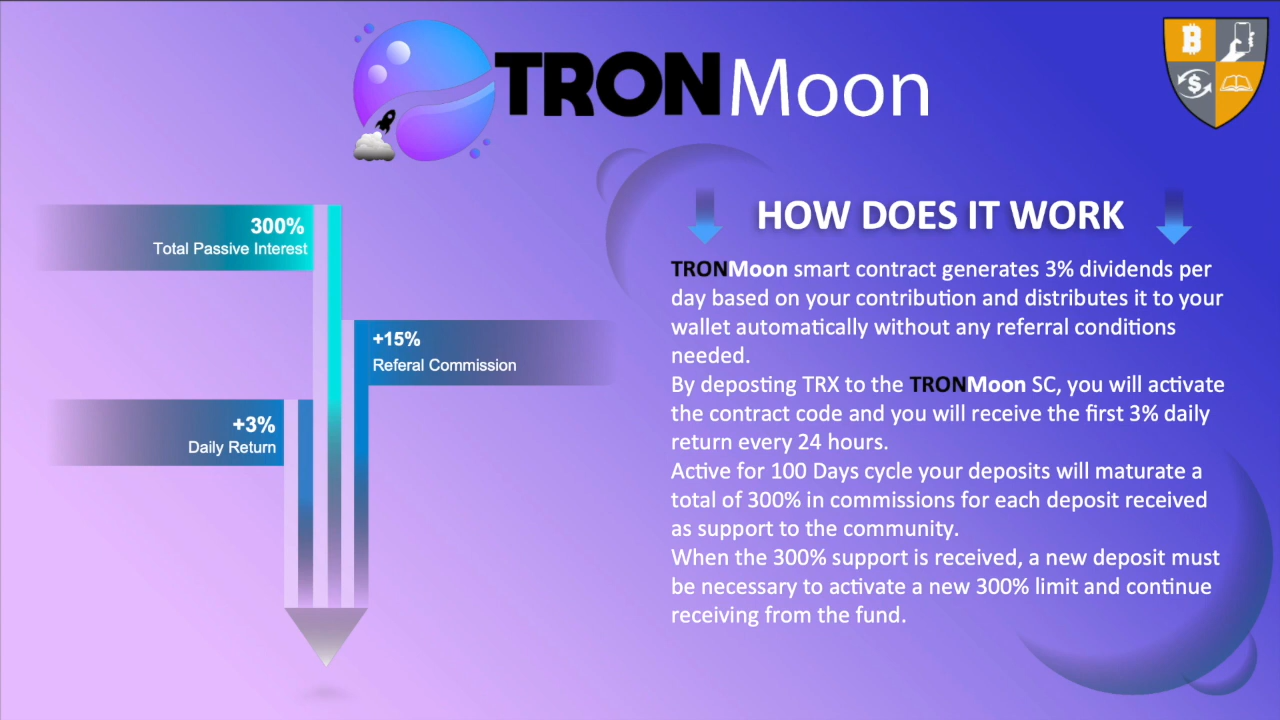 TRONMoon
300%
Total Passive Interest
+15%
Referal Commission
+3%
Daily Return
HOW DOES IT WORK
TRONMoon smart contract generates 3% dividends per
day based on your contribution and distributes it to your
wallet automatically without any referral conditions
needed.
By deposting TRX to the TRONMoon SC, you will activate
the contract code and you will receive the first 3% daily
return every 24 hours.
Active for 100 Days cycle your deposits will maturate a
total of 300% in commissions for each deposit received
as support to the community.
When the 300% support is received, a new deposit must
be necessary to activate a new 300% limit and continue
receiving from the fund.